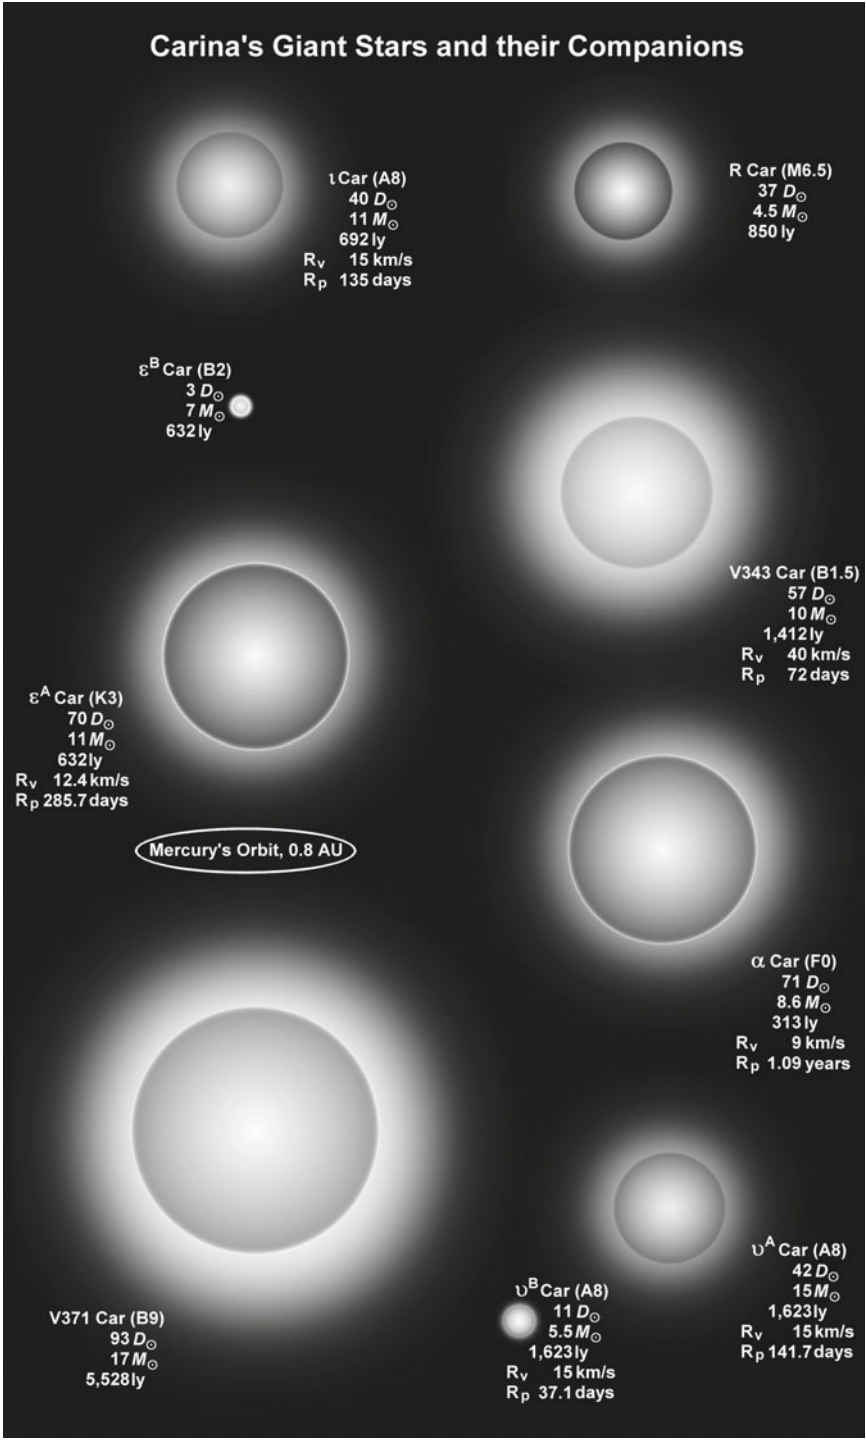 Carina's Giant Stars and their Companions
ι Car (A8)
40 D☉
11 M☉
692 ly
Rv 15 km/s
Rp 135 days
R Car (M6.5)
37 D☉
4.5 M☉
850 ly
εB Car (B2)
3 D☉
7 M☉
632 ly
V343 Car (B1.5)
57 D☉
10 M☉
1,412 ly
Rv 40 km/s
Rp 72 days
εA Car (K3)
70 D☉
11 M☉
632 ly
Rv 12.4 km/s
Rp 285.7 days
Mercury's Orbit, 0.8 AU
α Car (F0)
71 D☉
8.6 M☉
313 ly
Rv 9 km/s
Rp 1.09 years
V371 Car (B9)
93 D☉
17 M☉
5,528 ly
υB Car (A8)
11 D☉
5.5 M☉
1,623 ly
Rv 15 km/s
Rp 37.1 days
υA Car (A8)
42 D☉
15 M☉
1,623 ly
Rv 15 km/s
Rp 141.7 days